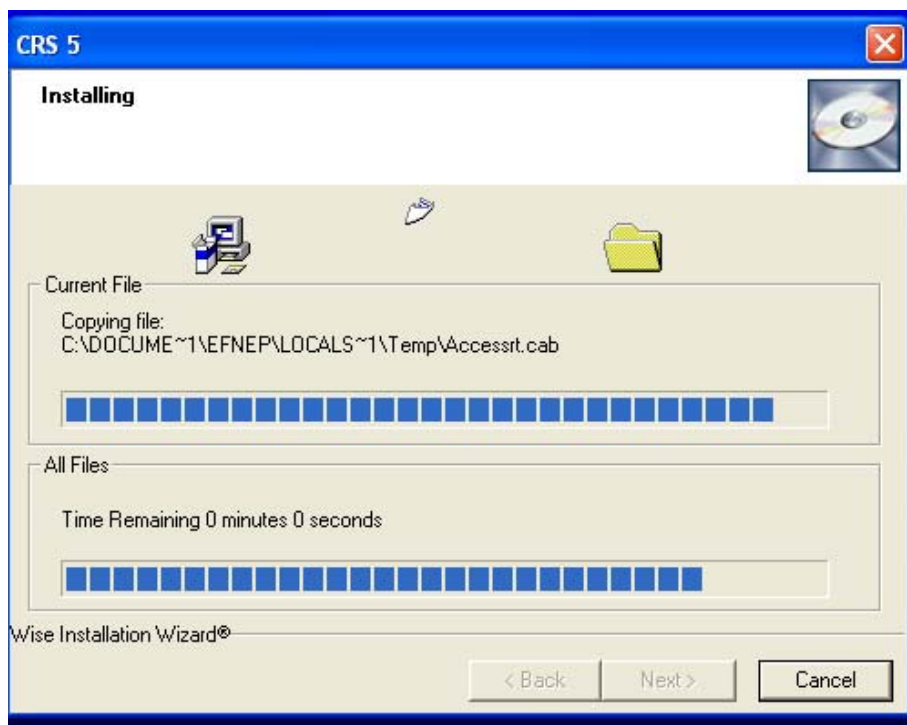 CRS 5
Installing
Current File
Copying file:
C:\DOCUME~1\EFNEP\LOCALS~1\Temp\Accessrt.cab
All Files
Time Remaining 0 minutes 0 seconds
Wise Installation Wizard®
< Back
Next >
Cancel